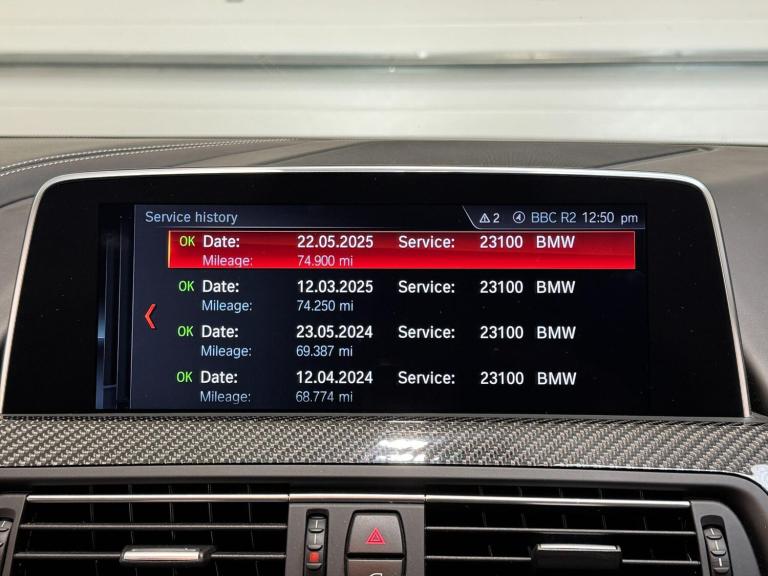 Service history 2 BBC R2 12:50 pm
OK Date: 22.05.2025 Service: 23100 BMW
Mileage: 74.900 mi
OK Date: 12.03.2025 Service: 23100 BMW
Mileage: 74.250 mi
OK Date: 23.05.2024 Service: 23100 BMW
Mileage: 69.387 mi
OK Date: 12.04.2024 Service: 23100 BMW
Mileage: 68.774 mi